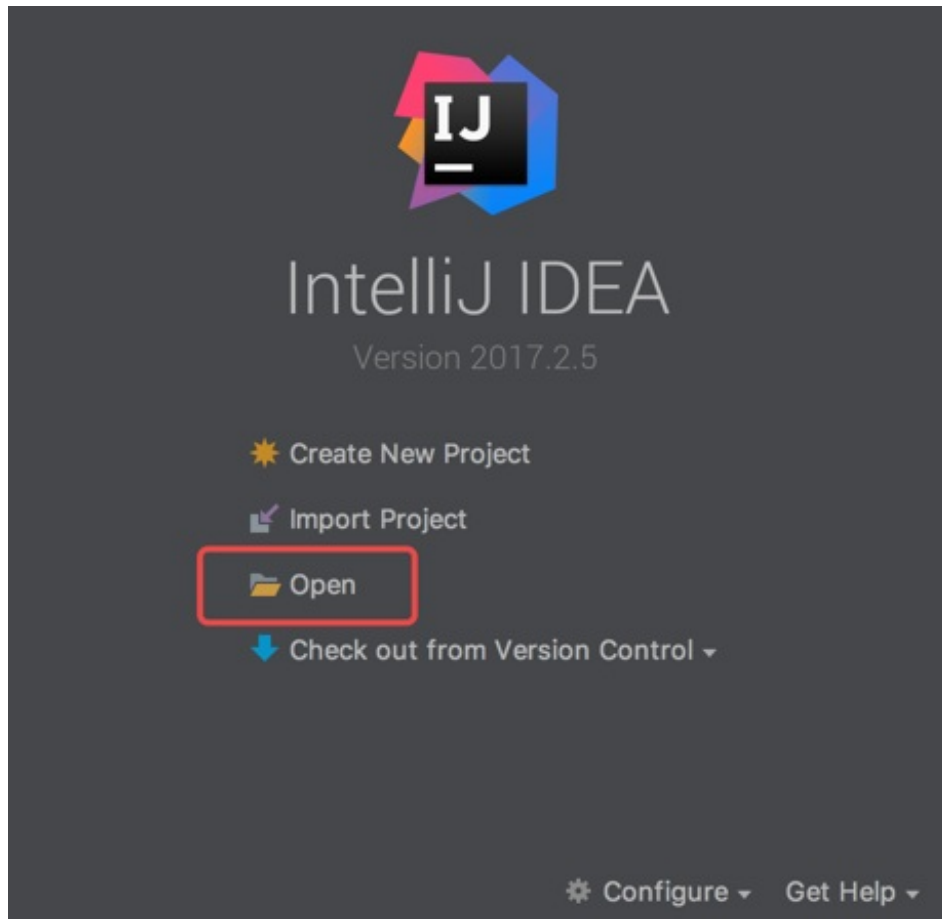 IJ
IntelliJ IDEA
Version 2017.2.5
Create New Project
Import Project
Open
Check out from Version Control
Configure Get Help